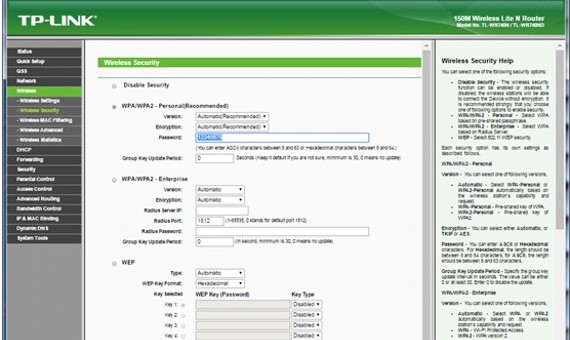 TP-LINK®
150M Wireless Lite N Router
Model No. TL-WR740N / TL-WR740ND
Status
Quick Setup
QSS
Network
Wireless
- Wireless Settings
- Wireless Security
- Wireless MAC Filtering
- Wireless Advanced
- Wireless Statistics
DHCP
Forwarding
Security
Parental Control
Access Control
Advanced Routing
Bandwidth Control
IP & MAC Binding
Dynamic DNS
System Tools
Wireless Security
Disable Security
WPA/WPA2 - Personal(Recommended)
Version: Automatic(Recommended)
Encryption: Automatic(Recommended)
Password:
(You can enter ASCII characters between 8 and 63 or Hexadecimal characters between 8 and 64.)
Group Key Update Period: 0 Seconds (Keep it default if you are not sure, minimum is 30, 0 means no update)
WPA/WPA2 - Enterprise
Version: Automatic
Encryption: Automatic
Radius Server IP:
Radius Port: 1812 (1-65535, 0 stands for default port 1812)
Radius Password:
Group Key Update Period: 0 (in second, minimum is 30, 0 means no update)
WEP
Type: Automatic
WEP Key Format: Hexadecimal
Key Selected WEP Key (Password) Key Type
Key 1: Disabled
Key 2: Disabled
Key 3: Disabled
Key 4: Disabled
Wireless Security Help
You can select one of the following security options:
• Disable Security - The wireless security
function can be enabled or disabled. If
disabled, the wireless stations will be able
to connect the Device without encryption. It
is recommended strongly that you choose
one of following options to enable security.
• WPA/WPA2 - Personal - Select WPA
based on pre-shared passphrase.
• WPA/WPA2 - Enterprise - Select WPA
based on Radius Server.
• WEP - Select 802.11 WEP security.
Each security option has its own settings as
described follows,
WPA/WPA2 - Personal
Version - You can select one of following versions,
• Automatic - Select WPA-Personal or
WPA2-Personal automatically based on
the wireless station's capability and
request.
• WPA-Personal - Pre-shared key of WPA.
• WPA2-Personal - Pre-shared key of
WPA2.
Encryption - You can select either Automatic, or
TKIP or AES.
Password - You can enter ASCII or Hexadecimal
characters. For Hexadecimal, the length should be
between 8 and 64 characters; for ASCII, the length
should be between 8 and 63 characters.
Group Key Update Period - Specify the group key
update interval in seconds. The value can be either
0 or at least 30. Enter 0 to disable the update.
WPA/WPA2 - Enterprise
Version - You can select one of following versions,
• Automatic - Select WPA or WPA2
automatically based on the wireless
station's capability and request.
• WPA - Wi-Fi Protected Access.
• WPA2 - WPA version 2.